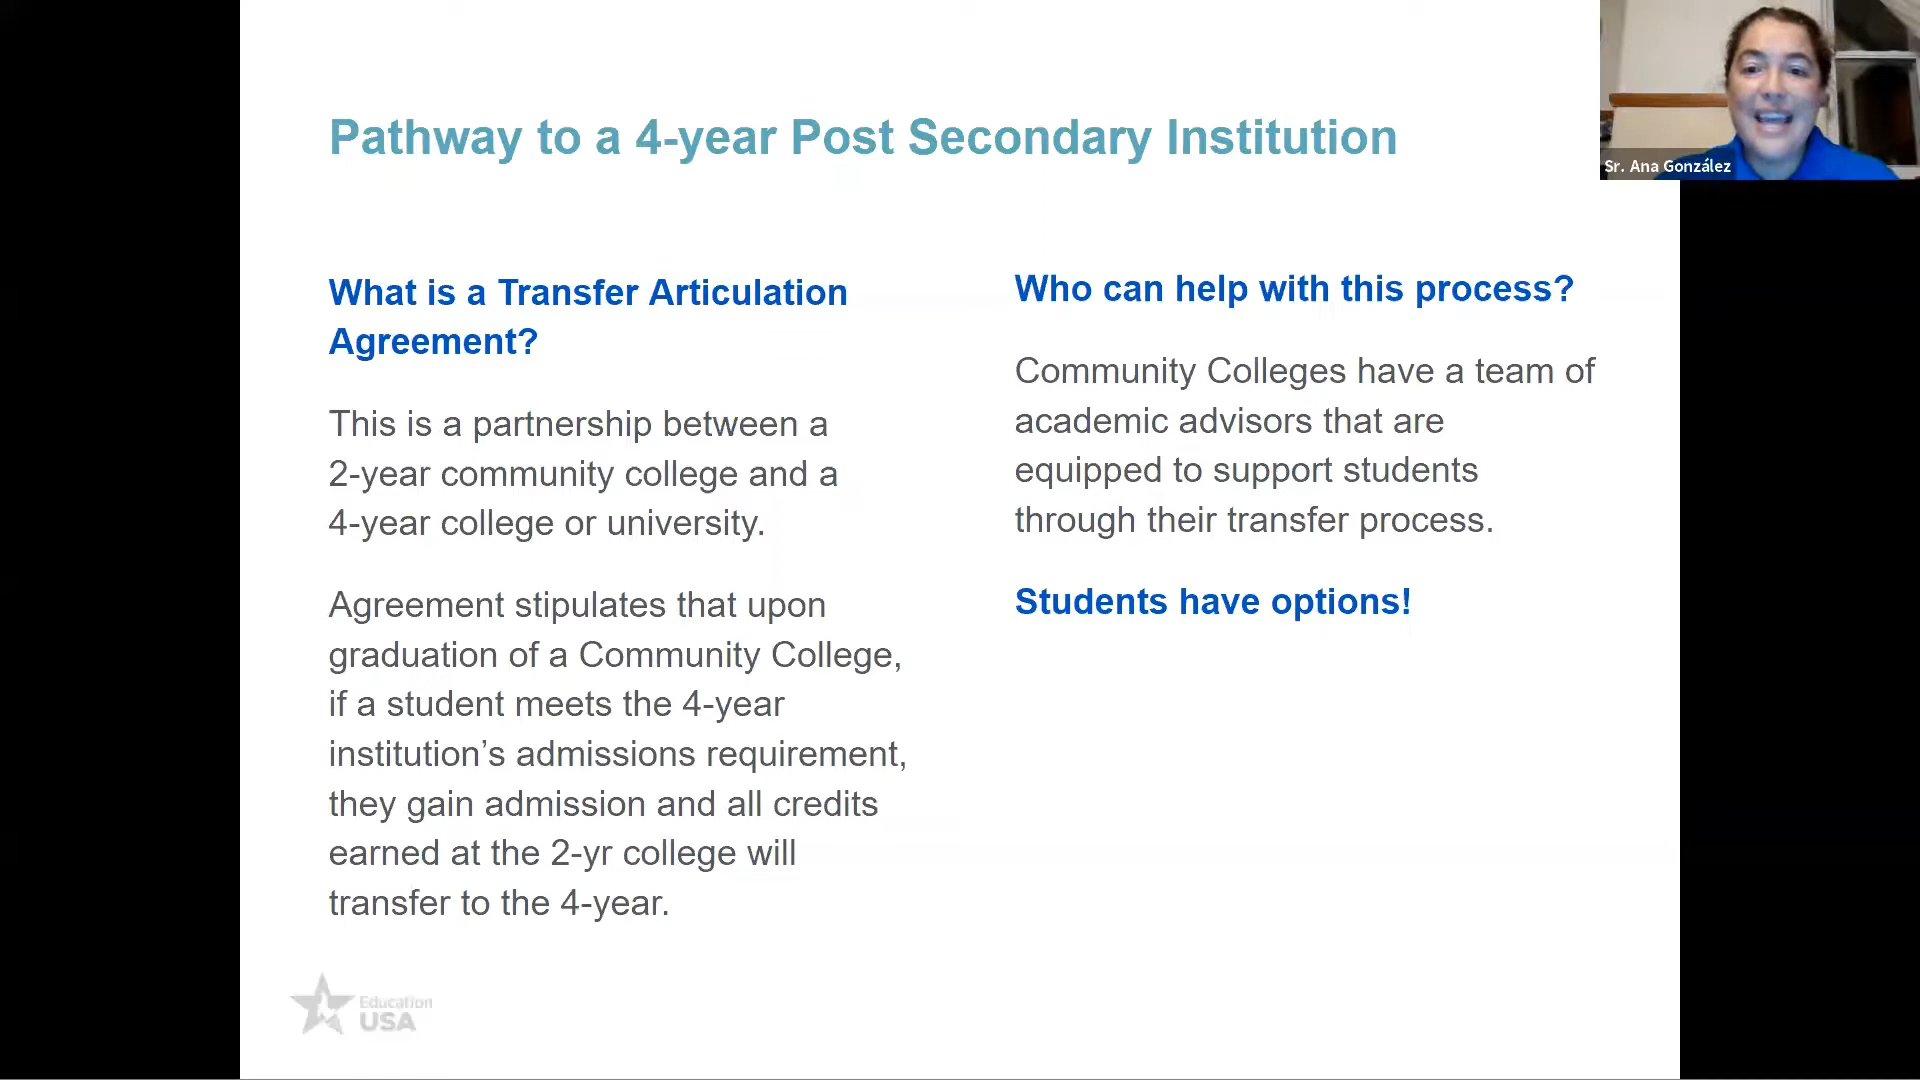 Pathway to a 4-year Post Secondary Institution
Sr. Ana González
What is a Transfer Articulation
Agreement?
This is a partnership between a
2-year community college and a
4-year college or university.
Agreement stipulates that upon
graduation of a Community College,
if a student meets the 4-year
institution’s admissions requirement,
they gain admission and all credits
earned at the 2-yr college will
transfer to the 4-year.
Who can help with this process?
Community Colleges have a team of
academic advisors that are
equipped to support students
through their transfer process.
Students have options!
Education
USA